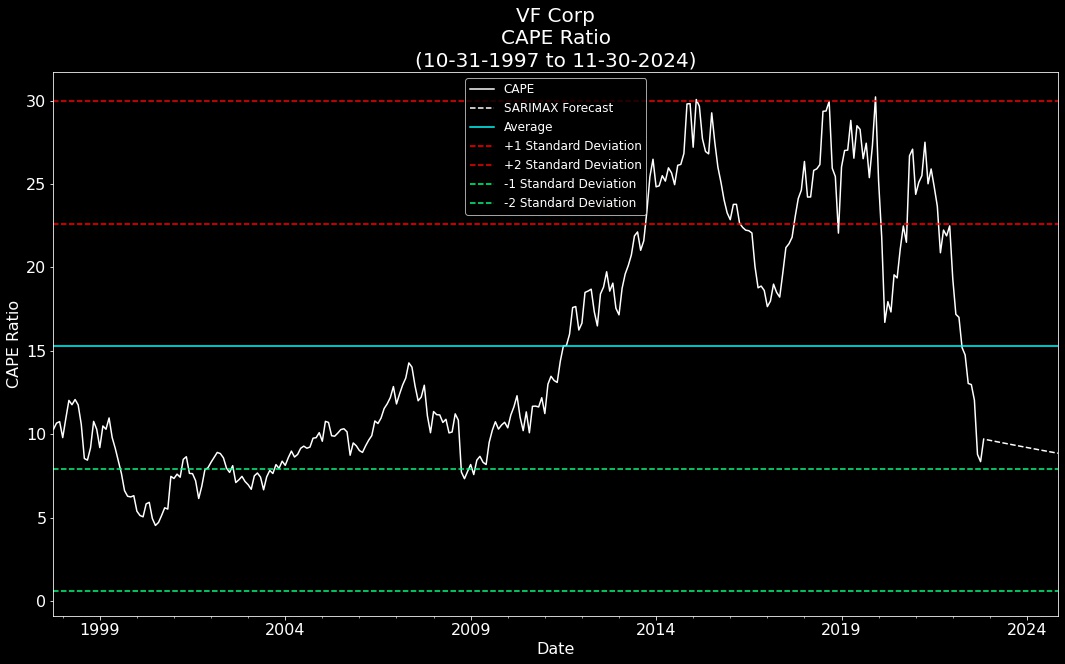 VF Corp
CAPE Ratio
(10-31-1997 to 11-30-2024)
CAPE
SARIMAX Forecast
Average
+1 Standard Deviation
+2 Standard Deviation
-1 Standard Deviation
-2 Standard Deviation
30
25
20
15
10
5
0
CAPE Ratio
1999 2004 2009 2014 2019 2024
Date